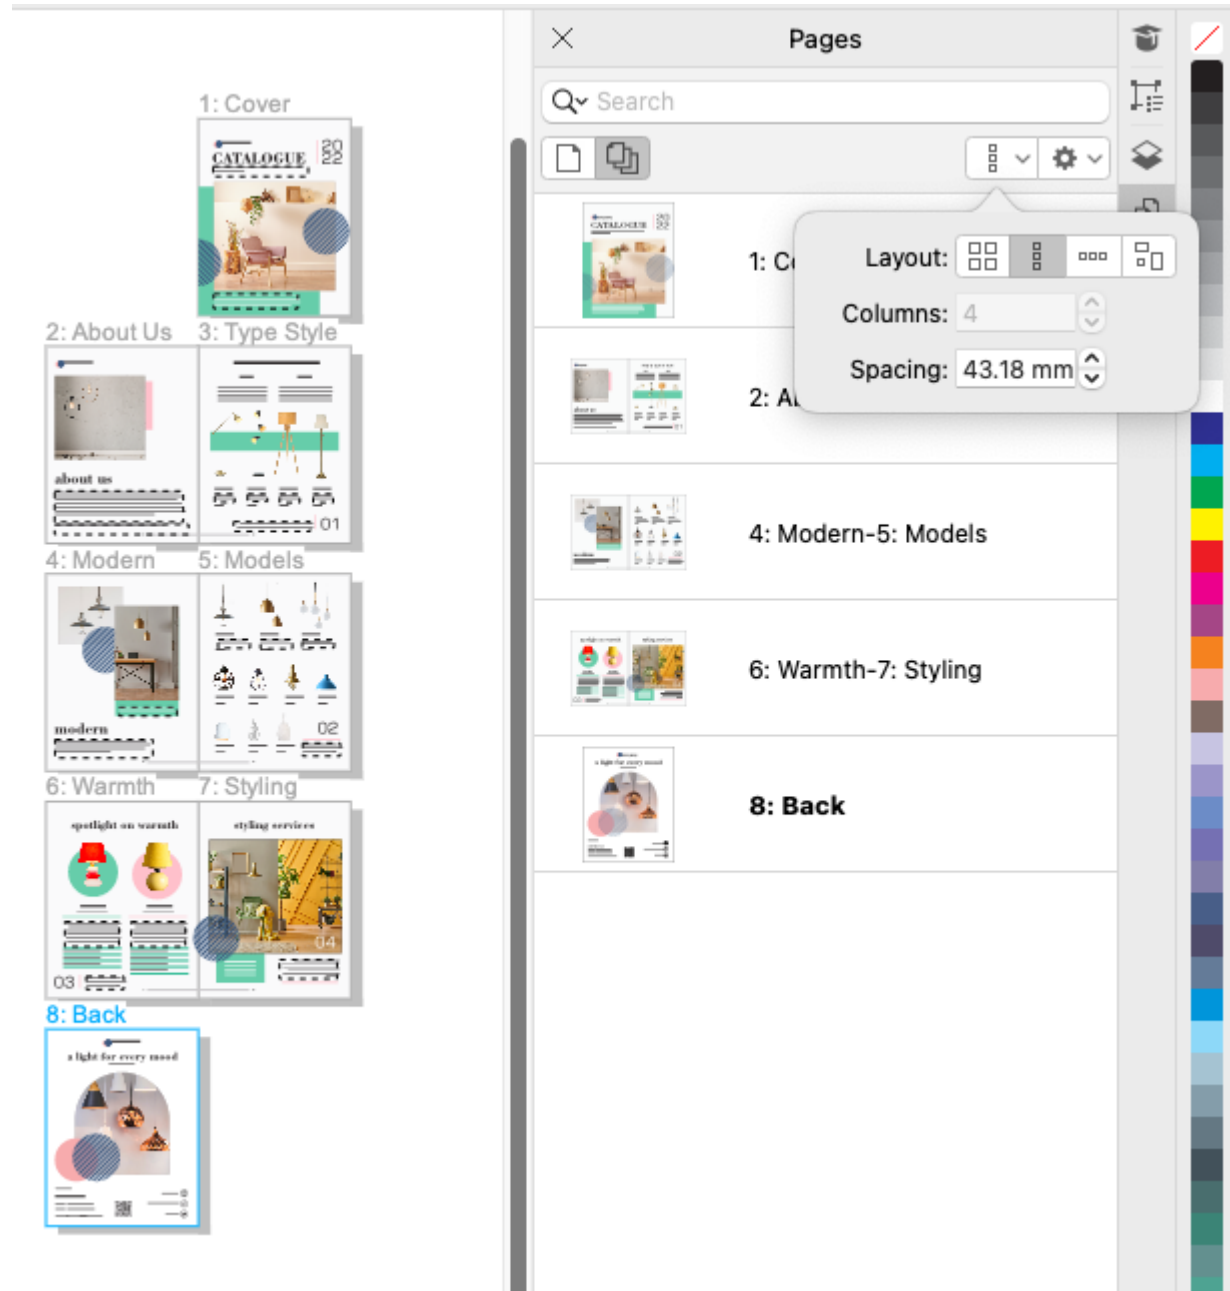 Pages
Search
Layout:
Columns: 4
Spacing: 43.18 mm
1: Co
2: A
4: Modern-5: Models
6: Warmth-7: Styling
8: Back
1: Cover
CATALOGUE 20
22
2: About Us 3: Type Style
about us
01
4: Modern 5: Models
modern
02
6: Warmth 7: Styling
spotlight on warmth styling services
04
03
8: Back
a light for every mood